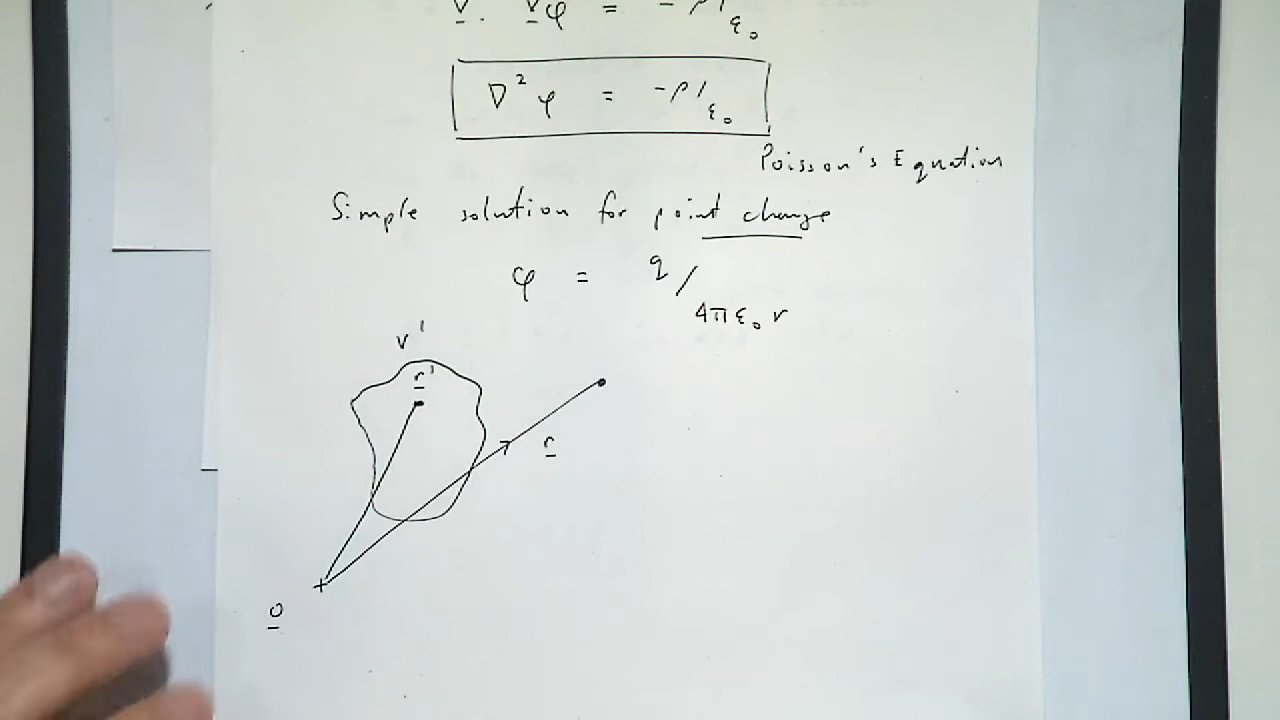 ∇ . ∇φ = -ρ/ε₀
∇²φ = -ρ/ε₀
Poisson's Equation
Simple solution for point charge
φ = q/4πε₀r
v'
r'
r
0